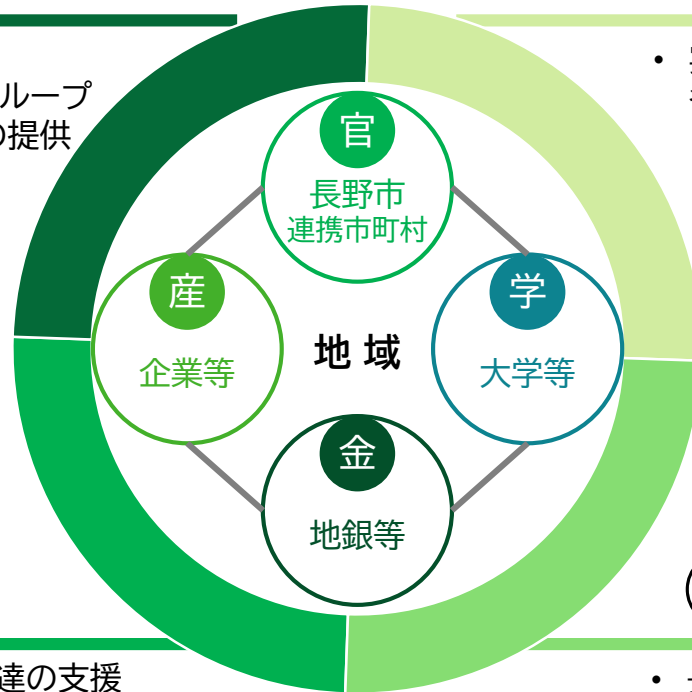 ループ
の提供
官
長野市
連携市町村
産
企業等
学
大学等
地域
金
地銀等
達の支援